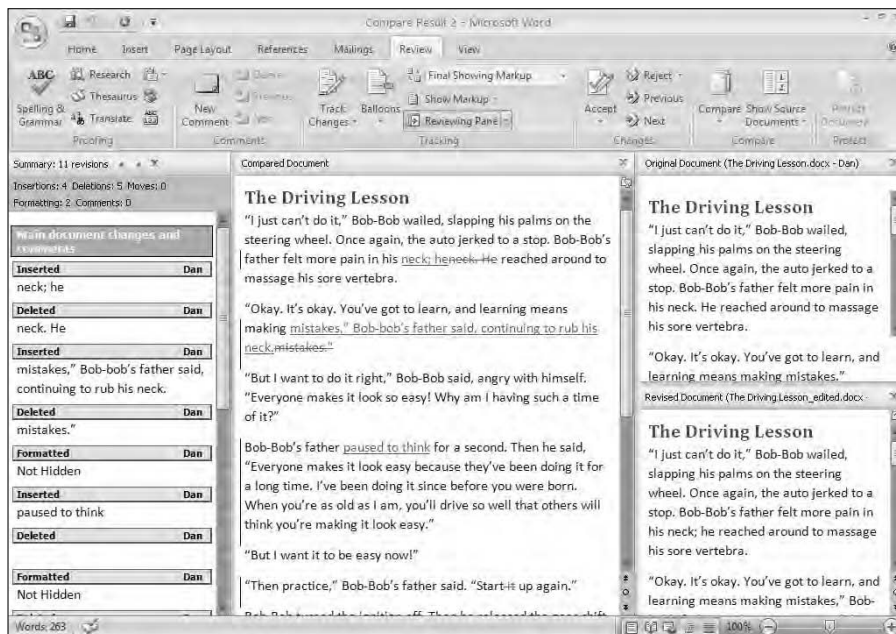 Compare Result 2 - Microsoft Word
Home Insert Page Layout References Mailings Review View
ABC
Spelling & Grammar
Research
Thesaurus
Translate
Proofing
New Comment
Delete
Previous
Next
Comments
Track Changes
Balloons
Final Showing Markup
Show Markup
Reviewing Pane
Tracking
Accept
Reject
Previous
Next
Changes
Compare
Show Source Documents
Compare
Protect Document
Protect
Summary: 11 revisions
Insertions: 4 Deletions: 5 Moves: 0
Formatting: 2 Comments: 0
Main document changes and comments
Inserted Dan
neck; he
Deleted Dan
neck. He
Inserted Dan
mistakes,” Bob-bob’s father said,
continuing to rub his neck.
Deleted Dan
mistakes.“
Formatted Dan
Not Hidden
Inserted Dan
paused to think
Deleted Dan
Formatted Dan
Not Hidden
Compared Document
The Driving Lesson
“I just can’t do it,” Bob-Bob wailed, slapping his palms on the
steering wheel. Once again, the auto jerked to a stop. Bob-Bob’s
father felt more pain in his neck; heneck. He reached around to
massage his sore vertebra.
“Okay. It’s okay. You’ve got to learn, and learning means
making mistakes,” Bob-bob’s father said, continuing to rub his
neck.mistakes.“
“But I want to do it right,” Bob-Bob said, angry with himself.
“Everyone makes it look so easy! Why am I having such a time
of it?”
Bob-Bob’s father paused to think for a second. Then he said,
“Everyone makes it look easy because they’ve been doing it for
a long time. I’ve been doing it since before you were born.
When you’re as old as I am, you’ll drive so well that others will
think you’re making it look easy.”
“But I want it to be easy now!”
“Then practice,” Bob-Bob’s father said. “Start it up again.”
Bob-Bob turned the ignition off. Then he released the gear shift
Original Document (The Driving Lesson.docx - Dan)
The Driving Lesson
“I just can’t do it,” Bob-Bob wailed,
slapping his palms on the steering
wheel. Once again, the auto jerked to a
stop. Bob-Bob’s father felt more pain in
his neck. He reached around to massage
his sore vertebra.
“Okay. It’s okay. You’ve got to learn, and
learning means making mistakes.”
Revised Document (The Driving Lesson_edited.docx -
The Driving Lesson
“I just can’t do it,” Bob-Bob wailed,
slapping his palms on the steering
wheel. Once again, the auto jerked to a
stop. Bob-Bob’s father felt more pain in
his neck; he reached around to massage
his sore vertebra.
“Okay. It’s okay. You’ve got to learn, and
learning means making mistakes,” Bob-
Words: 263
100%